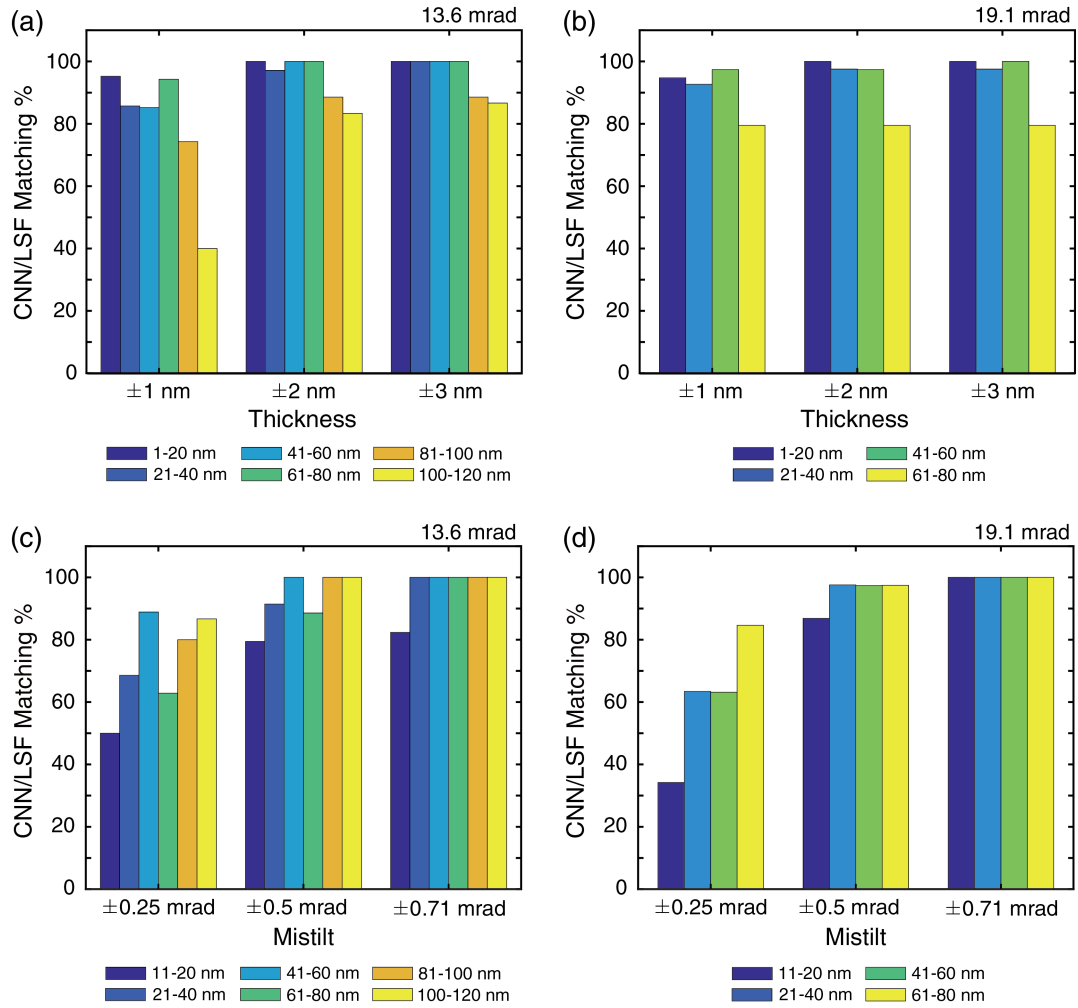 (a)
13.6 mrad
CNN/LSF Matching %
100
80
60
40
20
0
±1 nm ±2 nm ±3 nm
Thickness
1-20 nm 41-60 nm 81-100 nm
21-40 nm 61-80 nm 100-120 nm
(b)
19.1 mrad
CNN/LSF Matching %
100
80
60
40
20
0
±1 nm ±2 nm ±3 nm
Thickness
1-20 nm 41-60 nm
21-40 nm 61-80 nm
(c)
13.6 mrad
CNN/LSF Matching %
100
80
60
40
20
0
±0.25 mrad ±0.5 mrad ±0.71 mrad
Mistilt
11-20 nm 41-60 nm 81-100 nm
21-40 nm 61-80 nm 100-120 nm
(d)
19.1 mrad
CNN/LSF Matching %
100
80
60
40
20
0
±0.25 mrad ±0.5 mrad ±0.71 mrad
Mistilt
11-20 nm 41-60 nm
21-40 nm 61-80 nm